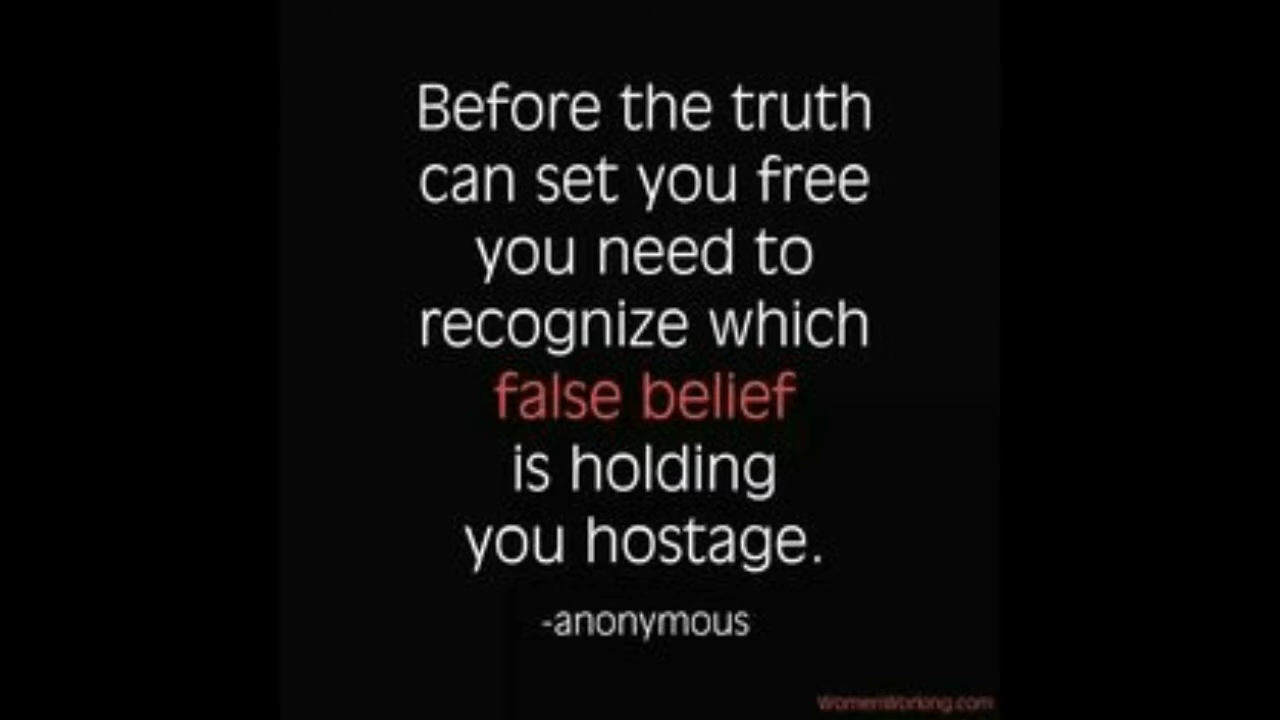 Before the truth
can set you free
you need to
recognize which
false belief
is holding
you hostage.
-anonymous
WomenWorking.com